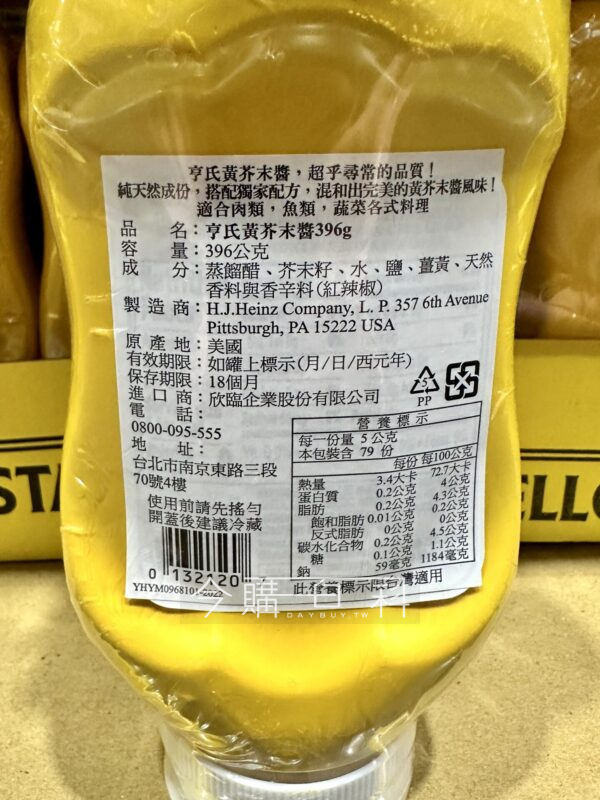 亨氏黃芥末醬，超乎尋常的品質！
純天然成份，搭配獨家配方，混和出完美的黃芥末醬風味！
適合肉類，魚類，蔬菜各式料理
品名：亨氏黃芥末醬396g
容量：396公克
成分：蒸餾醋、芥末籽、水、鹽、薑黃、天然
香料與香辛料(紅辣椒)
製造商：H.J.Heinz Company, L. P. 357 6th Avenue
Pittsburgh, PA 15222 USA
原產地：美國
有效期限：如罐上標示(月/日/西元年)
保存期限：18個月
進口商：欣臨企業股份有限公司
電話：
0800-095-555
地址：
台北市南京東路三段
70號4樓
使用前請先搖勻
開蓋後建議冷藏
0 132120
YHYM0968101-2022
5
PP
營養標示
每一份量 5 公克
本包裝含 79 份
每份 每100公克
熱量 3.4大卡 72.7大卡
蛋白質 0.2公克 4公克
脂肪 0.2公克 4.3公克
飽和脂肪 0.01公克 0.2公克
反式脂肪 0公克 0公克
碳水化合物 0.2公克 4.5公克
糖 0.1公克 1.1公克
鈉 59毫克 1184毫克
此營養標示限台灣適用
STA
ELLO
今購百科
DAYBUY.TW